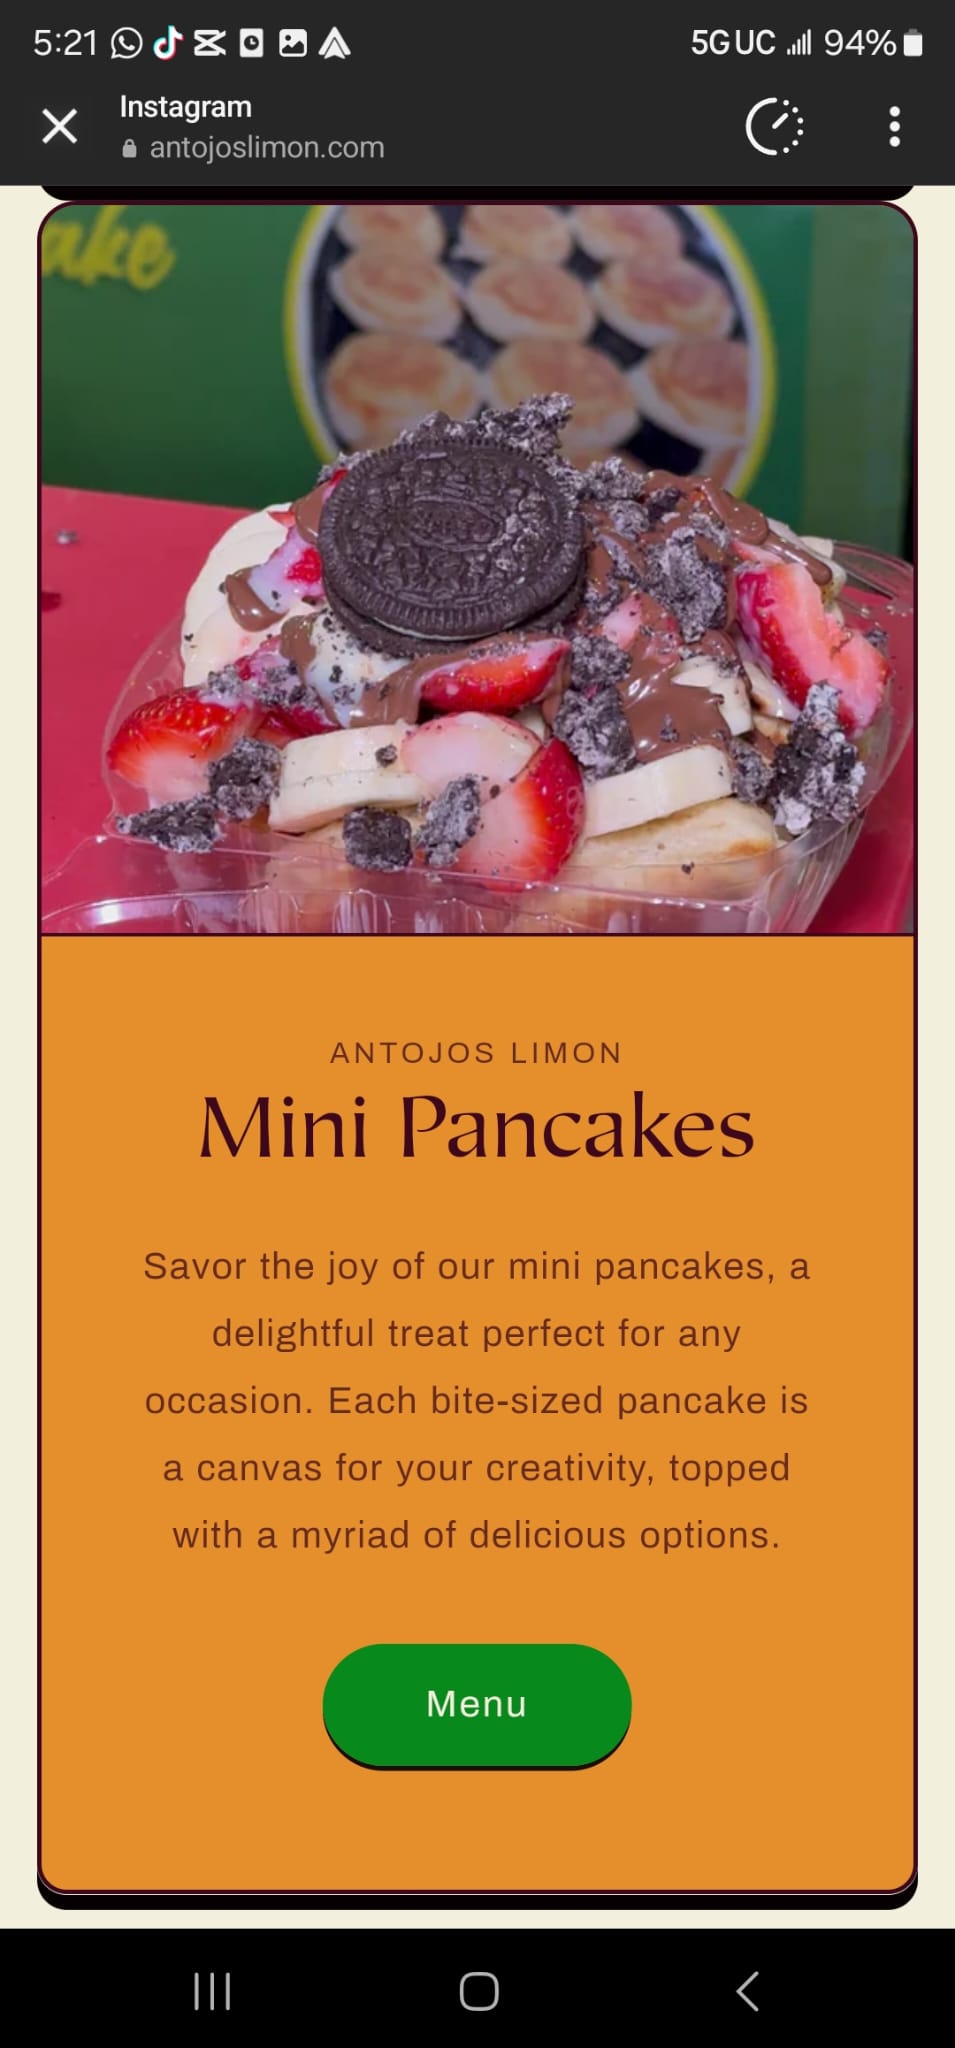 5:21
5G UC 94%
Instagram
antojoslimon.com
ake
ANTOJOS LIMON
Mini Pancakes
Savor the joy of our mini pancakes, a
delightful treat perfect for any
occasion. Each bite-sized pancake is
a canvas for your creativity, topped
with a myriad of delicious options.
Menu